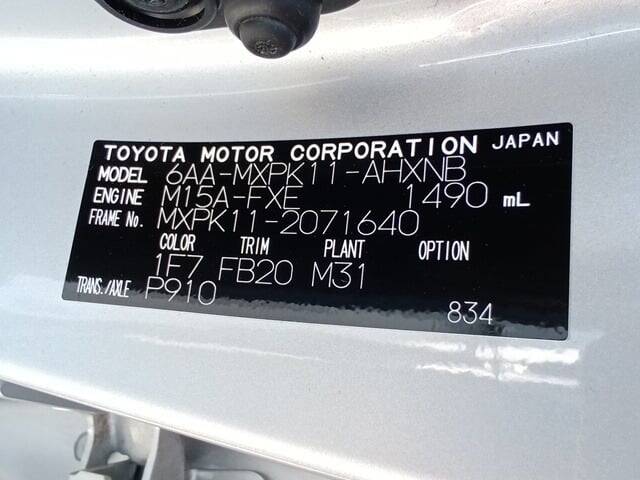 TOYOTA MOTOR CORPORATION JAPAN
MODEL 6AA-MXPK11-AHXNB
ENGINE M15A-FXE 1490 mL
FRAME No. MXPK11-2071640
COLOR TRIM PLANT OPTION
1F7 FB20 M31
TRANS./AXLE P910
834